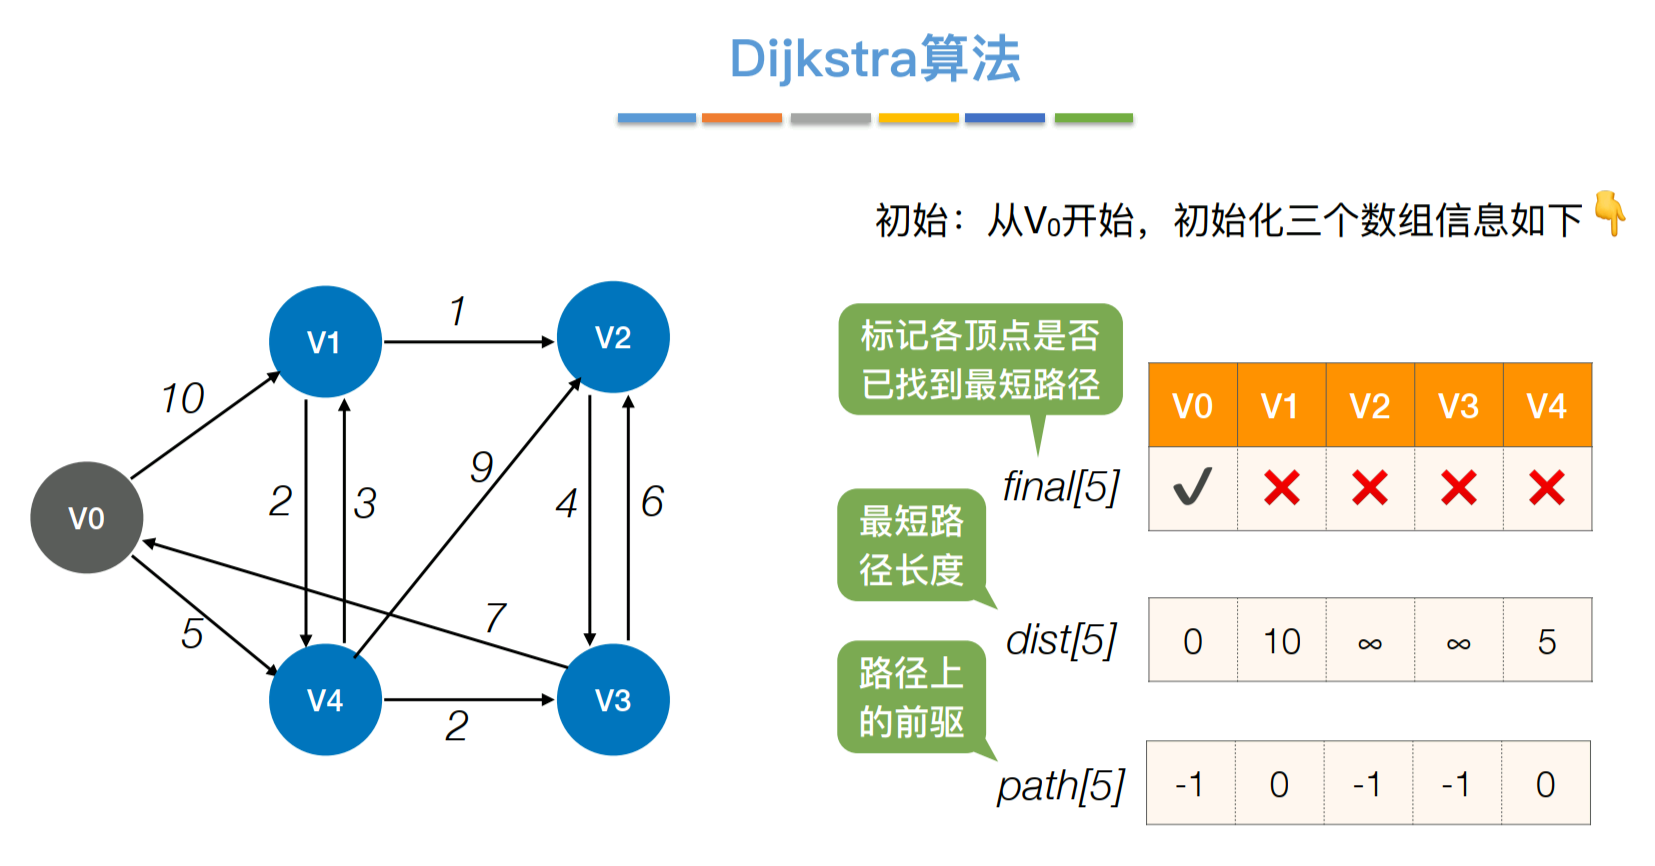 Dijkstra算法
初始：从V₀开始，初始化三个数组信息如下👇
V1
1
V2
10
2
3
9
4
6
V0
7
5
V4
2
V3
标记各顶点是否
已找到最短路径
V0 V1 V2 V3 V4
final[5] ✔ ❌ ❌ ❌ ❌
最短路
径长度
dist[5] 0 10 ∞ ∞ 5
路径上
的前驱
path[5] -1 0 -1 -1 0